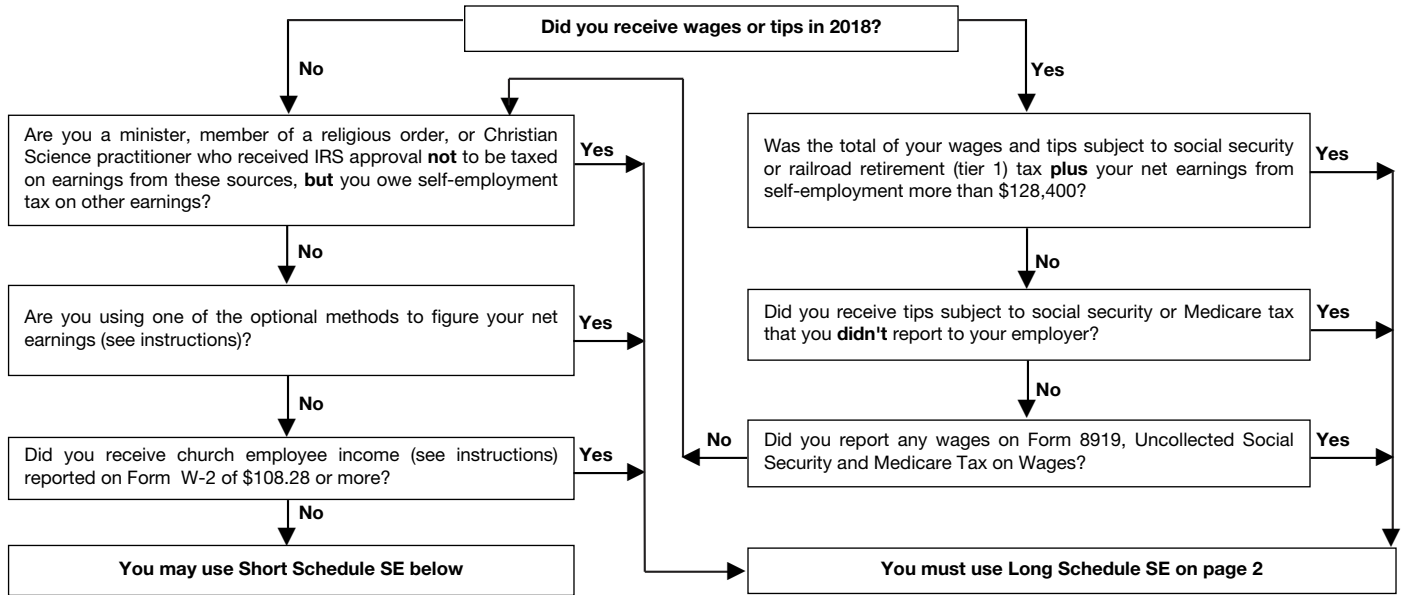 Did you receive wages or tips in 2018?
No
Yes
Are you a minister, member of a religious order, or Christian
Science practitioner who received IRS approval not to be taxed
on earnings from these sources, but you owe self-employment
tax on other earnings?
Yes
Was the total of your wages and tips subject to social security
or railroad retirement (tier 1) tax plus your net earnings from
self-employment more than $128,400?
Yes
No
No
Are you using one of the optional methods to figure your net
earnings (see instructions)?
Yes
Did you receive tips subject to social security or Medicare tax
that you didn't report to your employer?
Yes
No
No
Did you receive church employee income (see instructions)
reported on Form W-2 of $108.28 or more?
Yes
No
Did you report any wages on Form 8919, Uncollected Social
Security and Medicare Tax on Wages?
Yes
No
You may use Short Schedule SE below
You must use Long Schedule SE on page 2